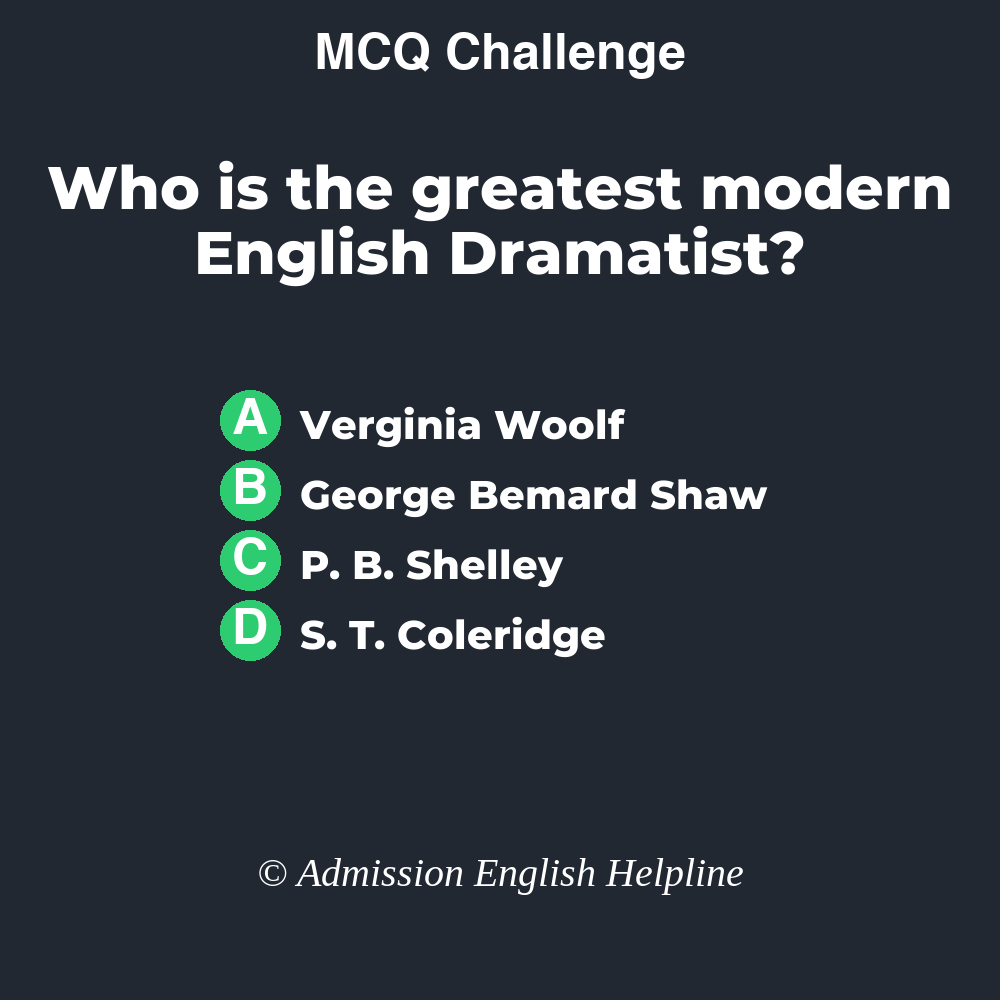 MCQ Challenge
Who is the greatest modern
English Dramatist?
A Verginia Woolf
B George Bemard Shaw
C P. B. Shelley
D S. T. Coleridge
© Admission English Helpline